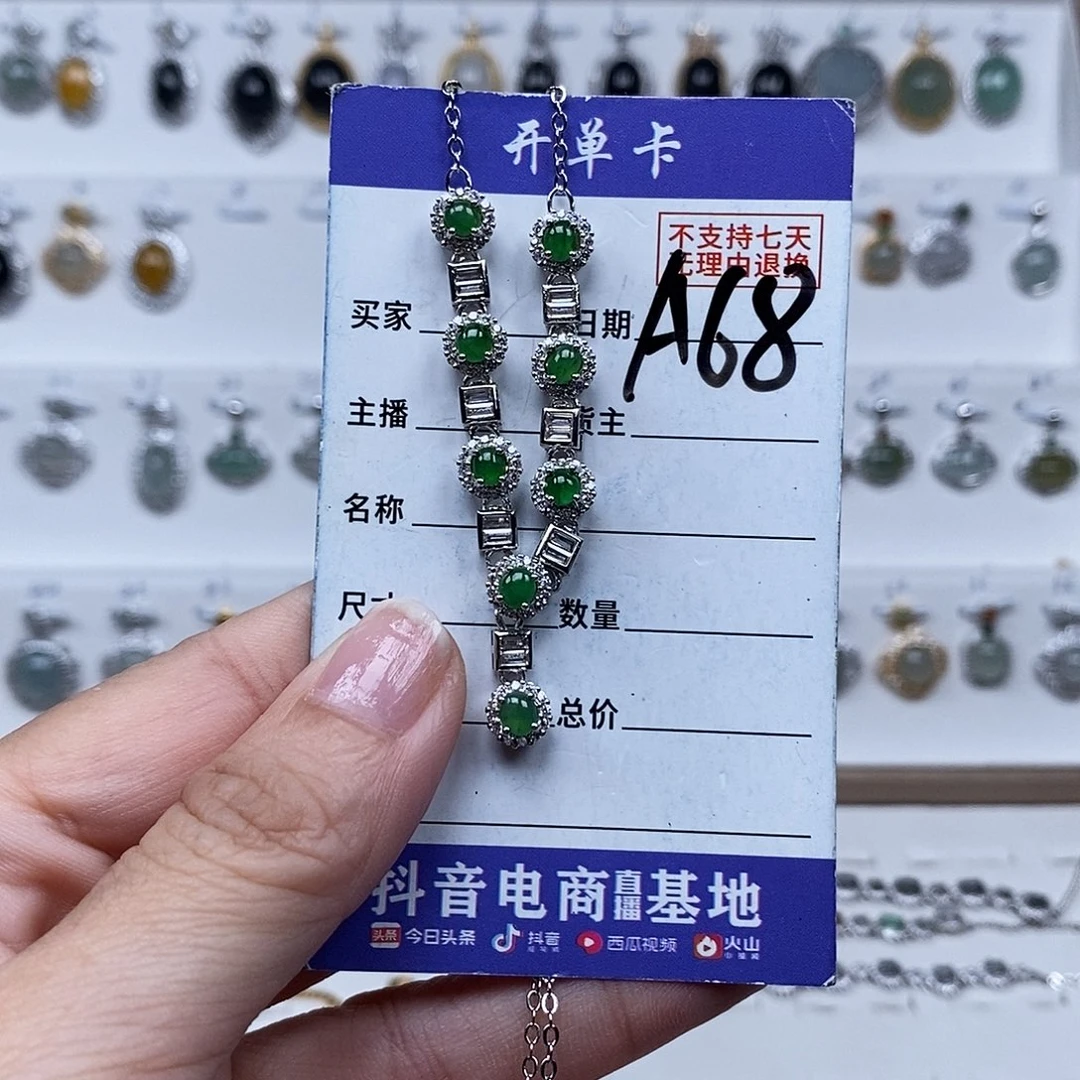 开单卡
不支持七天
无理由退换
A68
买家 日期
主播 货主
名称
尺寸 数量
总价
抖音电商直播基地
头条 今日头条 抖音 西瓜视频 火山